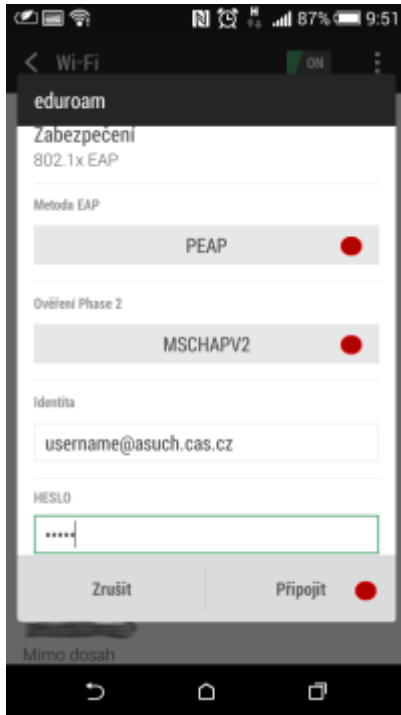 87% 9:51
Wi-Fi ON
eduroam
Zabezpečení
802.1x EAP
Metoda EAP
PEAP
Ověření Phase 2
MSCHAPV2
Identita
username@asuch.cas.cz
HESLO
•••••
Zrušit Připojit
Mimo dosah